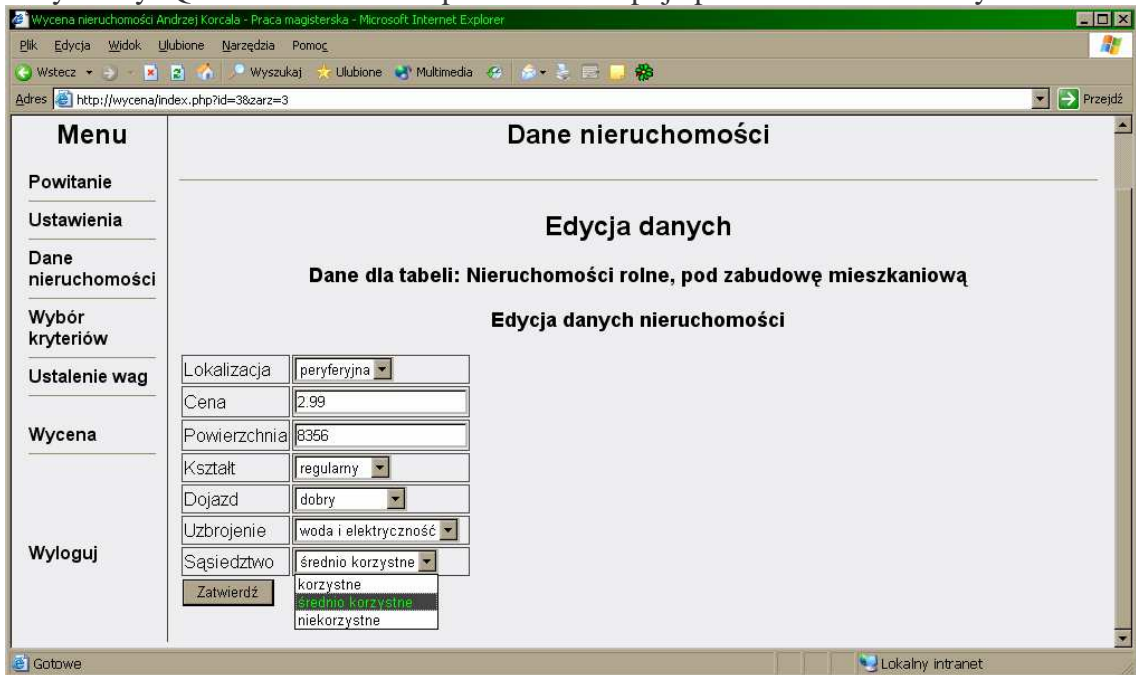 Wycena nieruchomości Andrzej Korcala - Praca magisterska - Microsoft Internet Explorer
Plik Edycja Widok Ulubione Narzędzia Pomoc
Wstecz Wyszukaj Ulubione Multimedia
Adres http://wycena/index.php?id=3&zarz=3 Przejdź
Menu
Powitanie
Ustawienia
Dane
nieruchomości
Wybór
kryteriów
Ustalenie wag
Wycena
Wyloguj
Dane nieruchomości
Edycja danych
Dane dla tabeli: Nieruchomości rolne, pod zabudowę mieszkaniową
Edycja danych nieruchomości
Lokalizacja peryferyjna
Cena 2.99
Powierzchnia 8356
Kształt regularny
Dojazd dobry
Uzbrojenie woda i elektryczność
Sąsiedztwo średnio korzystne
korzystne
średnio korzystne
niekorzystne
Zatwierdź
Gotowe Lokalny intranet